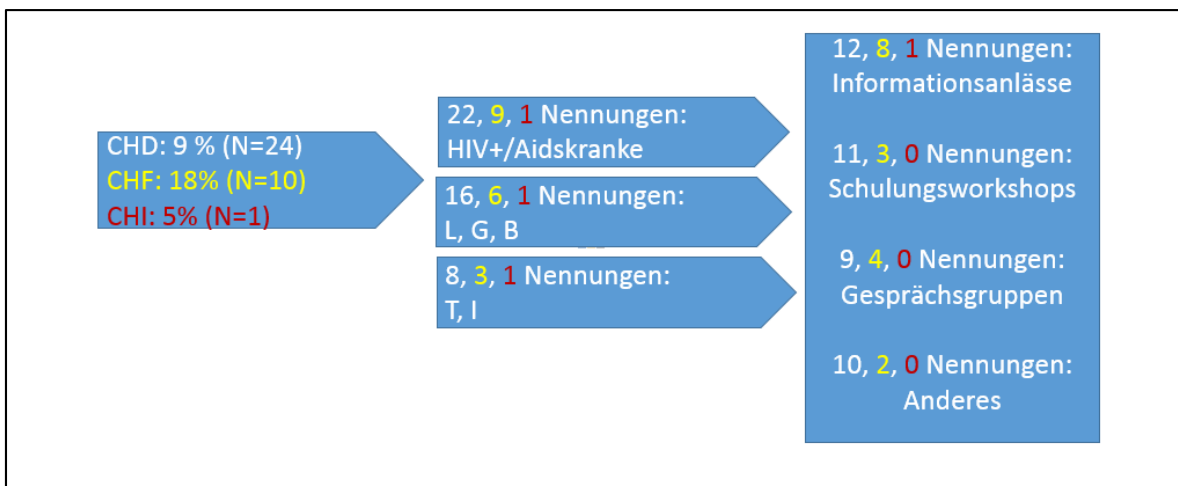 CHD: 9 % (N=24)
CHF: 18% (N=10)
CHI: 5% (N=1)
22, 9, 1 Nennungen:
HIV+/Aidskranke
16, 6, 1 Nennungen:
L, G, B
8, 3, 1 Nennungen:
T, I
12, 8, 1 Nennungen:
Informationsanlässe
11, 3, 0 Nennungen:
Schulungsworkshops
9, 4, 0 Nennungen:
Gesprächsgruppen
10, 2, 0 Nennungen:
Anderes